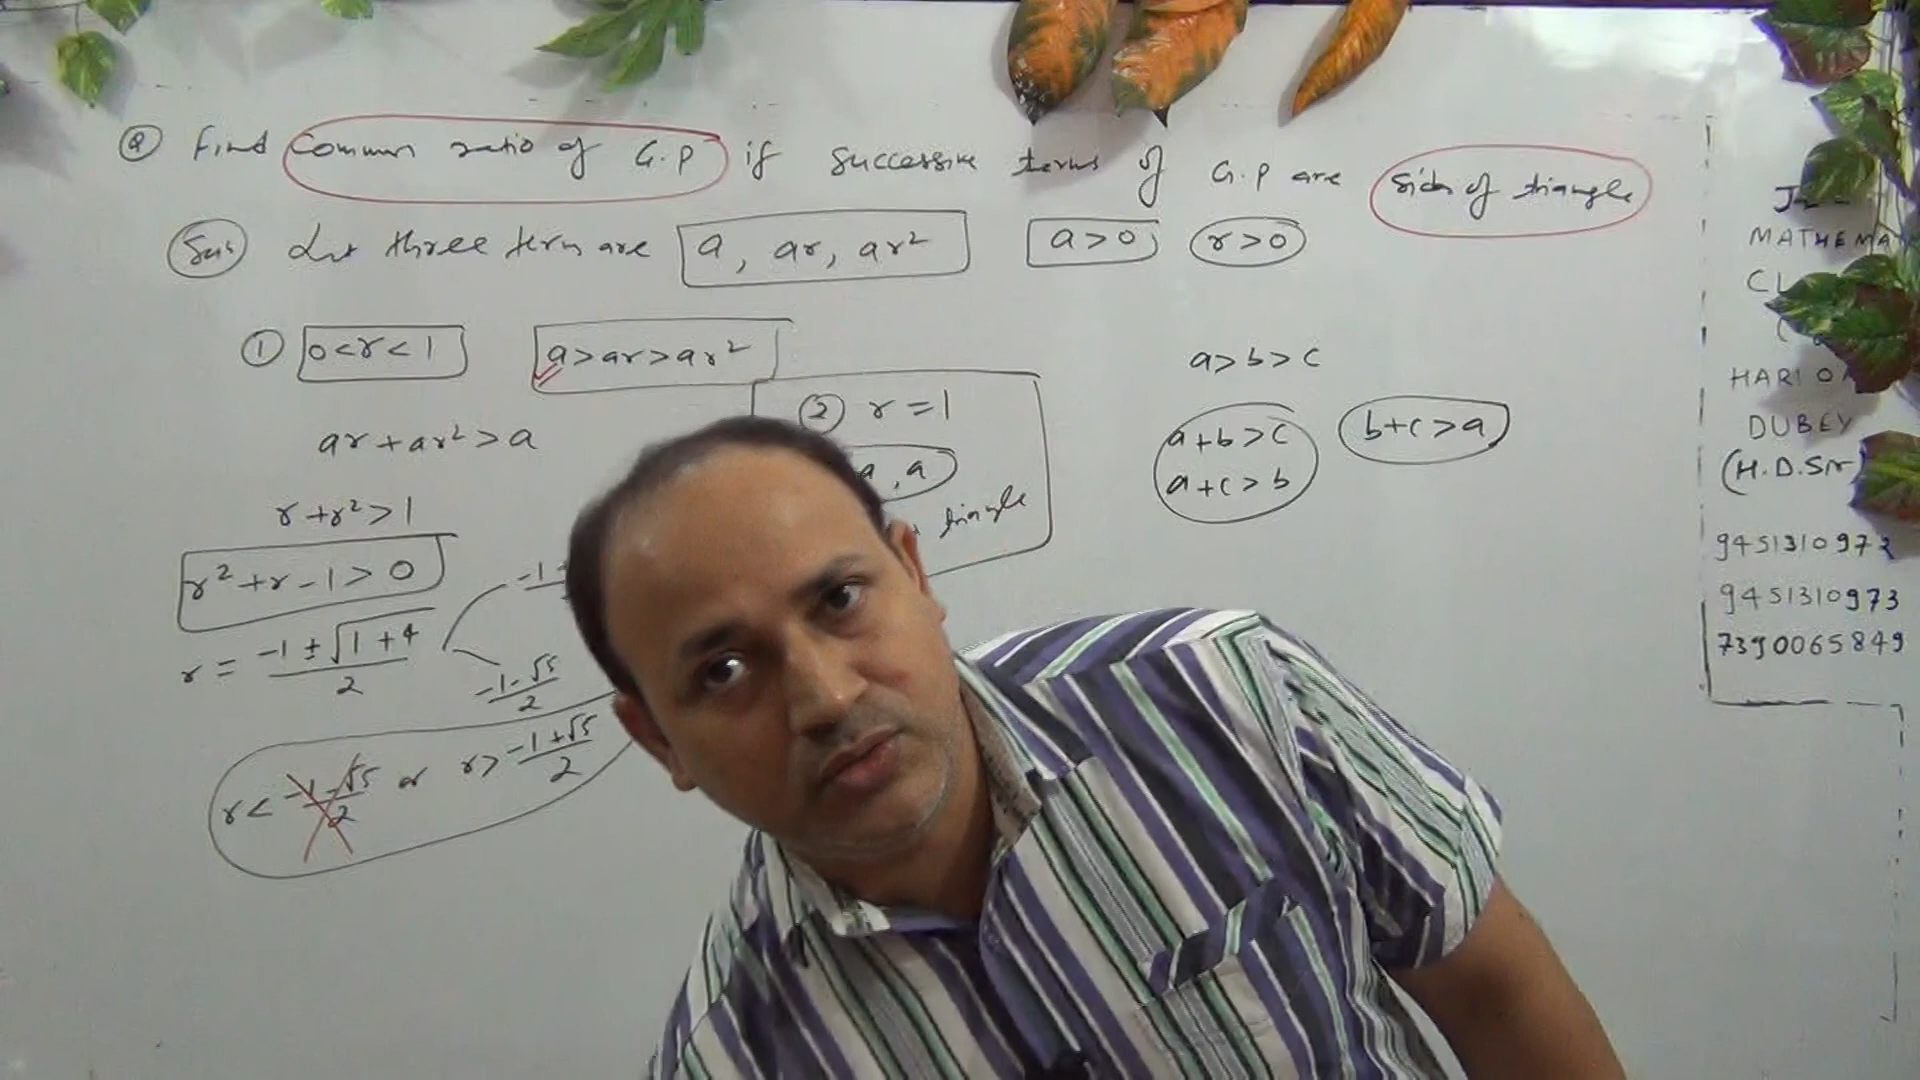 Q Find Common ratio of G.P if successive terms of G.P are sides of triangle
Let three term are a, ar, ar² a>0 r>0
① 0<r<1 a>ar>ar²
ar+ar²>a
r+r²>1
r²+r-1>0
r = (-1±√(1+4))/2
(-1-√5)/2
r< (-1-√5)/2 or r> (-1+√5)/2
② r=1
, a
triangle
a>b>c
a+b>c b+c>a
a+c>b
MATHEMA
CL
HARI O
DUBEY
(H.D.Sir)
9451310972
9451310973
7390065849